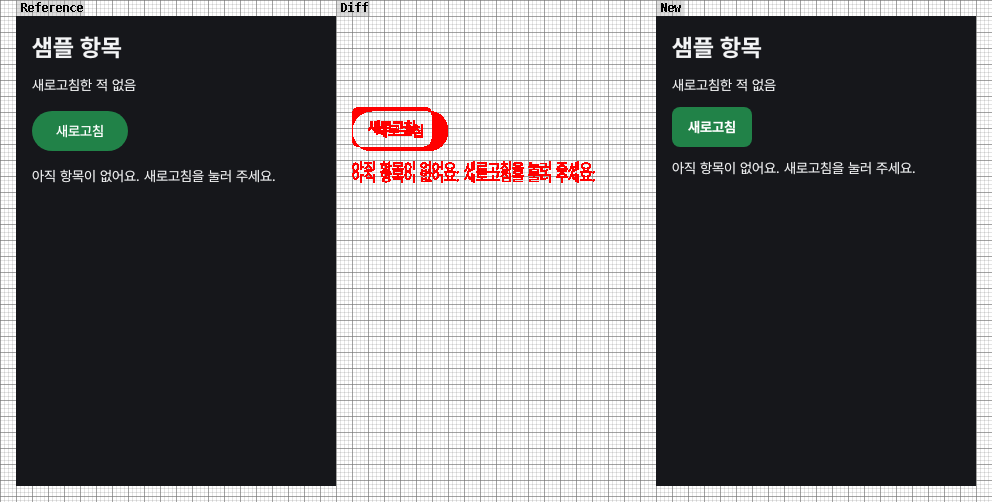 Reference
샘플 항목
새로고침한 적 없음
새로고침
아직 항목이 없어요. 새로고침을 눌러 주세요.
Diff
New
샘플 항목
새로고침한 적 없음
새로고침
아직 항목이 없어요. 새로고침을 눌러 주세요.